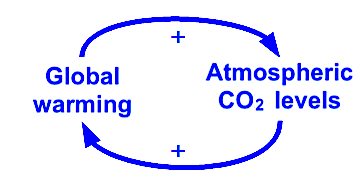 +
Global
warming
Atmospheric
CO₂ levels
+